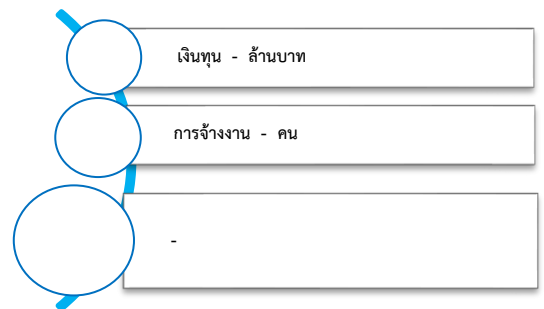 เงินทุน - ล้านบาท
การจ้างงาน - คน
-